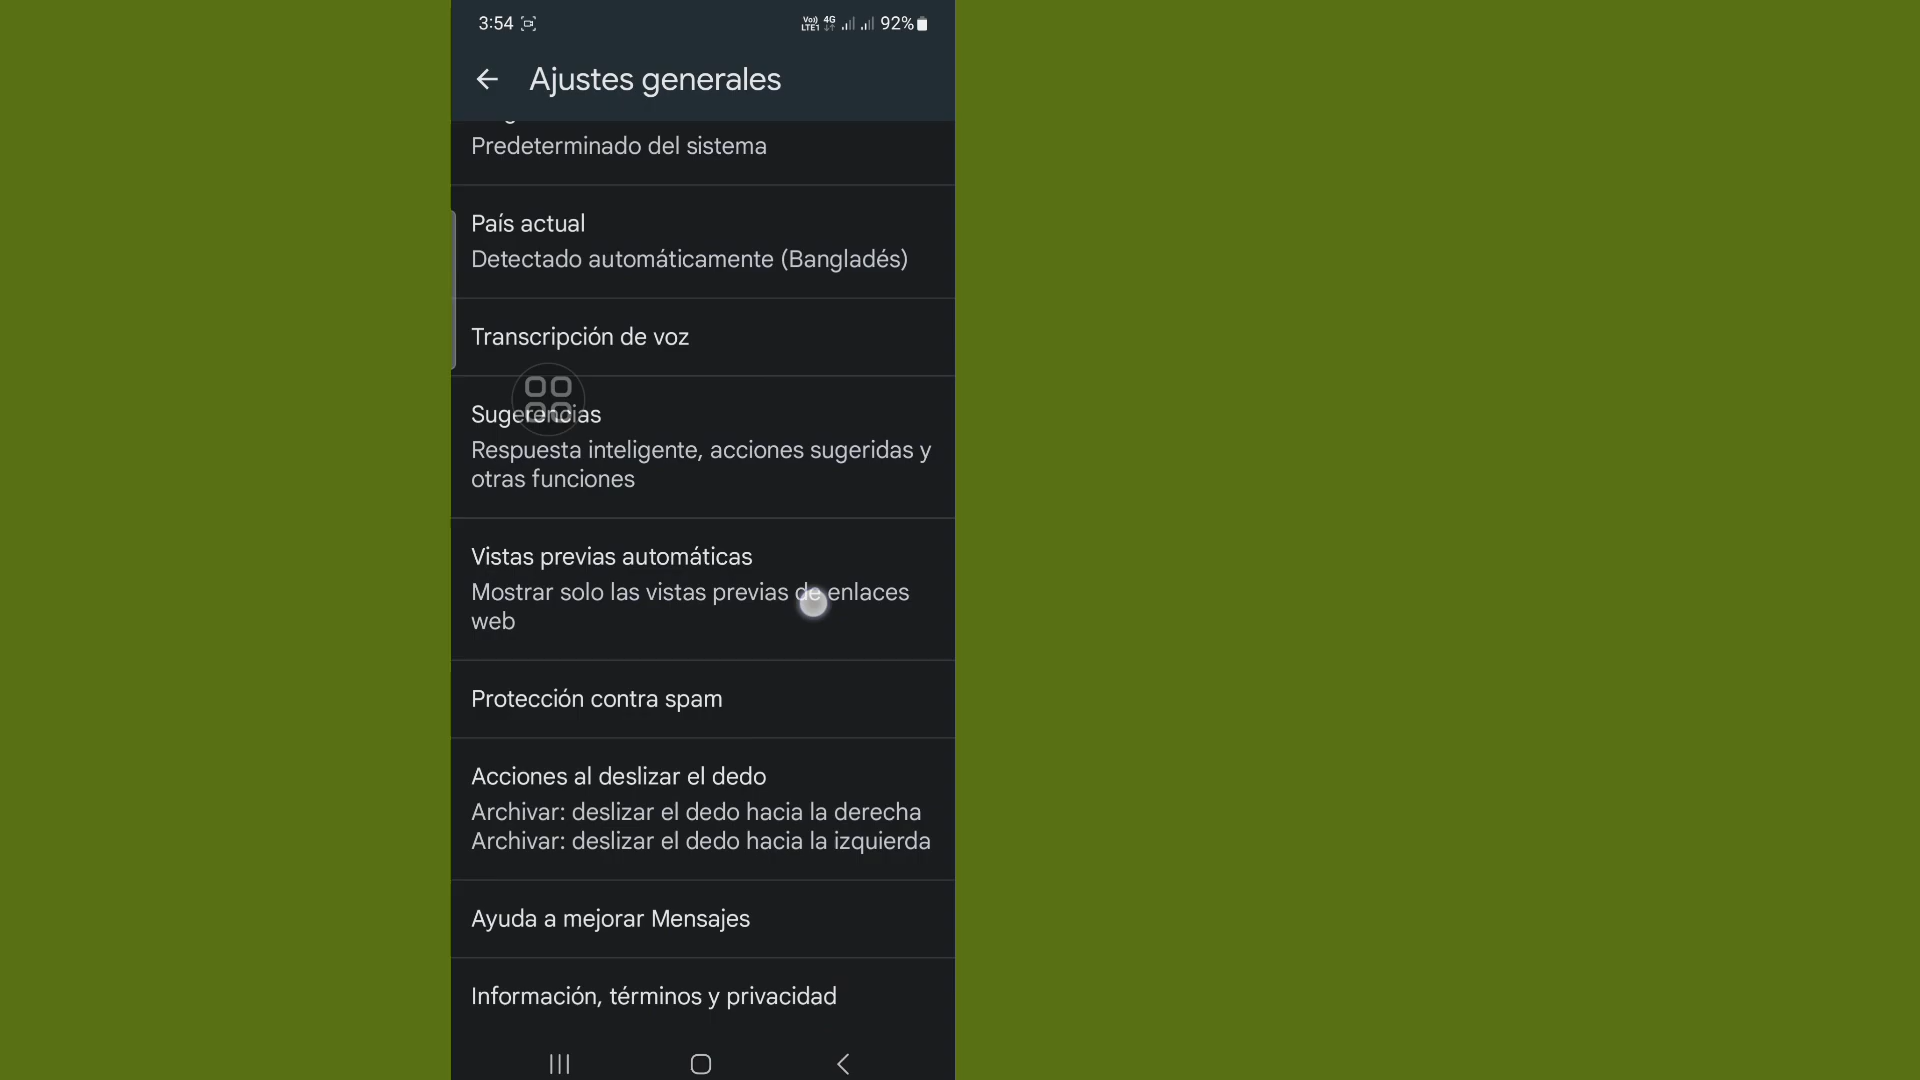 3:54
Vo)) LTE1 4G 92%
Ajustes generales
Predeterminado del sistema
País actual
Detectado automáticamente (Bangladés)
Transcripción de voz
Sugerencias
Respuesta inteligente, acciones sugeridas y
otras funciones
Vistas previas automáticas
Mostrar solo las vistas previas de enlaces
web
Protección contra spam
Acciones al deslizar el dedo
Archivar: deslizar el dedo hacia la derecha
Archivar: deslizar el dedo hacia la izquierda
Ayuda a mejorar Mensajes
Información, términos y privacidad